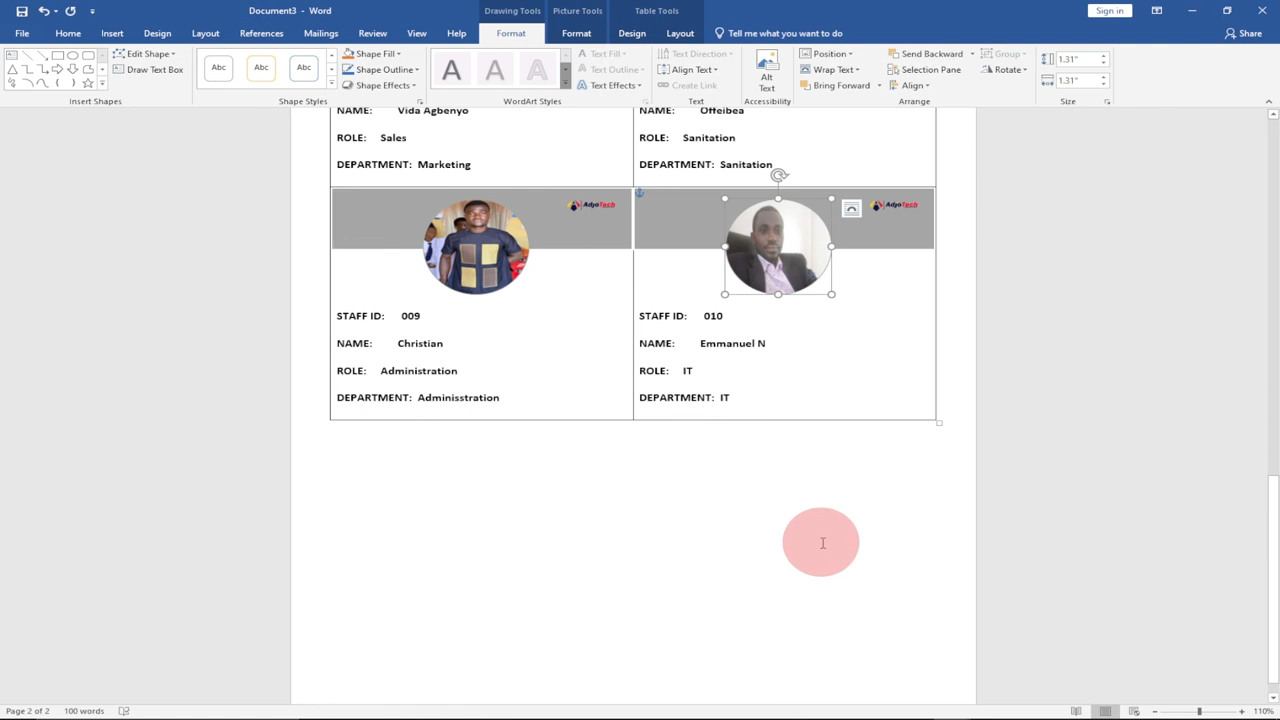 Document3 - Word
Drawing Tools
Picture Tools
Table Tools
Sign in
File
Home
Insert
Design
Layout
References
Mailings
Review
View
Help
Format
Format
Design
Layout
Tell me what you want to do
Share
Edit Shape
Draw Text Box
Insert Shapes
Abc
Abc
Abc
Shape Fill
Shape Outline
Shape Effects
Shape Styles
A
A
A
WordArt Styles
Text Fill
Text Outline
Text Effects
Text Direction
Align Text
Create Link
Text
Alt
Text
Accessibility
Position
Wrap Text
Bring Forward
Send Backward
Selection Pane
Align
Group
Rotate
Arrange
1.31"
1.31"
Size
NAME: Vida Agbenyo
ROLE: Sales
DEPARTMENT: Marketing
NAME: Offeibea
ROLE: Sanitation
DEPARTMENT: Sanitation
AdyoTech
STAFF ID: 009
NAME: Christian
ROLE: Administration
DEPARTMENT: Adminisstration
AdyoTech
STAFF ID: 010
NAME: Emmanuel N
ROLE: IT
DEPARTMENT: IT
Page 2 of 2
100 words
110%